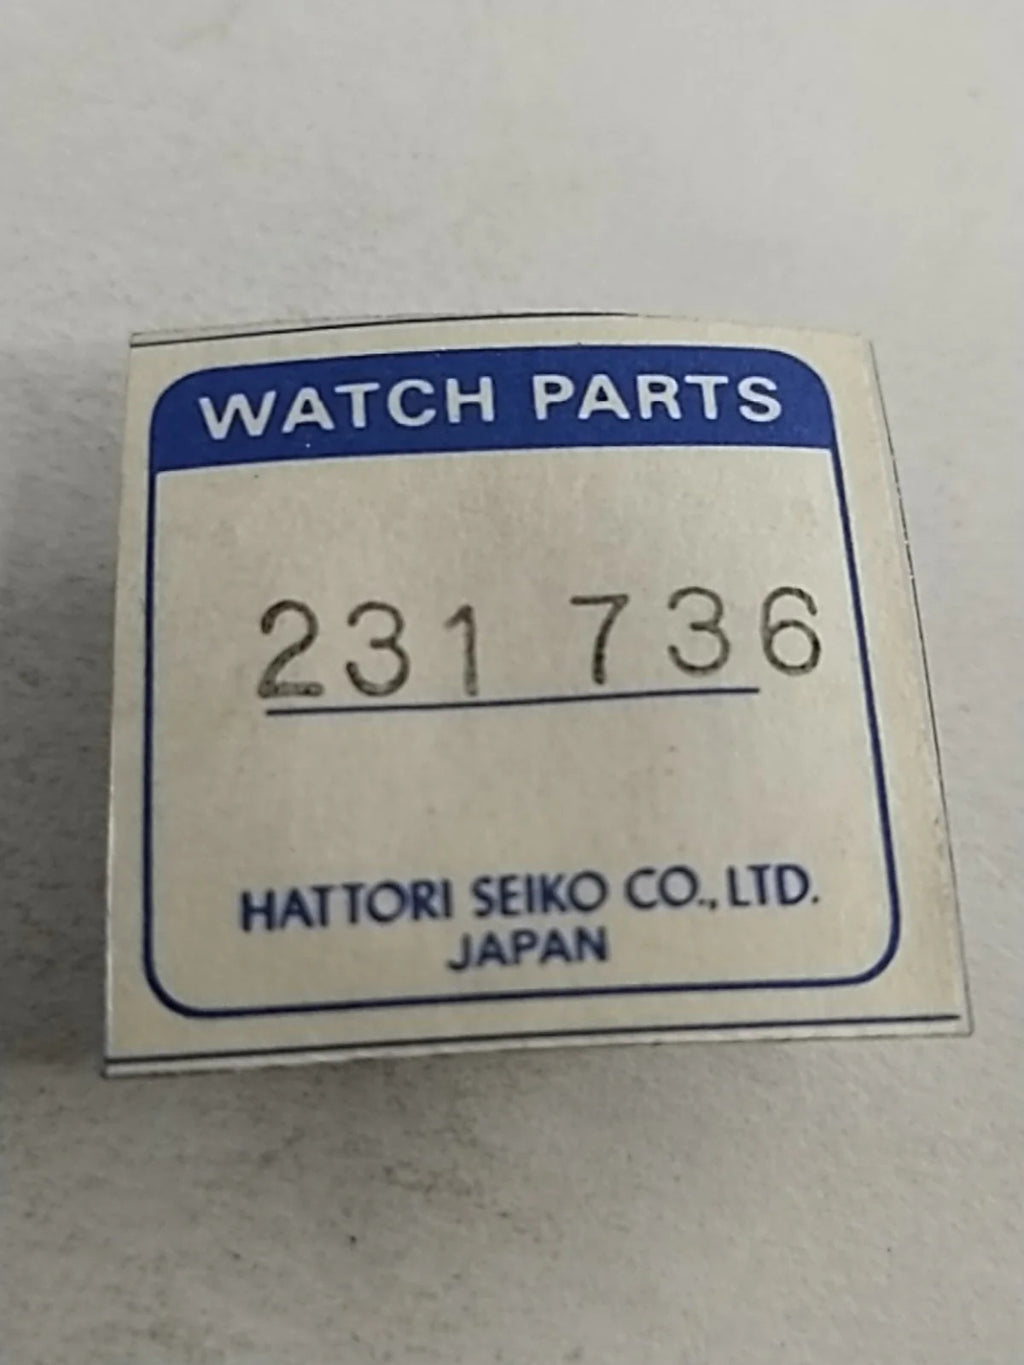 WATCH PARTS
231 736
HATTORI SEIKO CO., LTD.
JAPAN